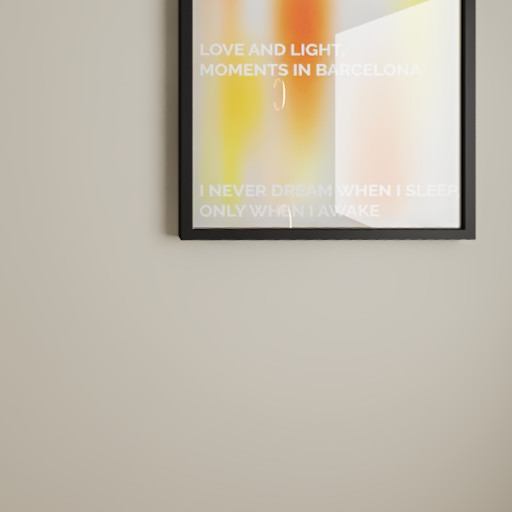 LOVE AND LIGHT,
MOMENTS IN BARCELONA
I NEVER DREAM WHEN I SLEEP,
ONLY WHEN I AWAKE